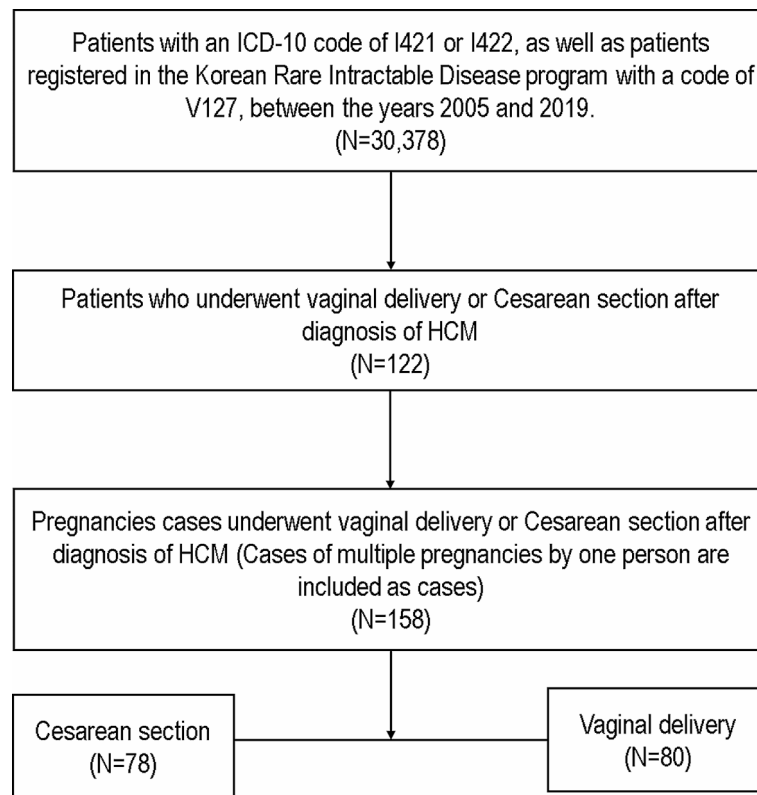 Patients with an ICD-10 code of I421 or I422, as well as patients
registered in the Korean Rare Intractable Disease program with a code of
V127, between the years 2005 and 2019.
(N=30,378)
Patients who underwent vaginal delivery or Cesarean section after
diagnosis of HCM
(N=122)
Pregnancies cases underwent vaginal delivery or Cesarean section after
diagnosis of HCM (Cases of multiple pregnancies by one person are
included as cases)
(N=158)
Cesarean section
(N=78)
Vaginal delivery
(N=80)